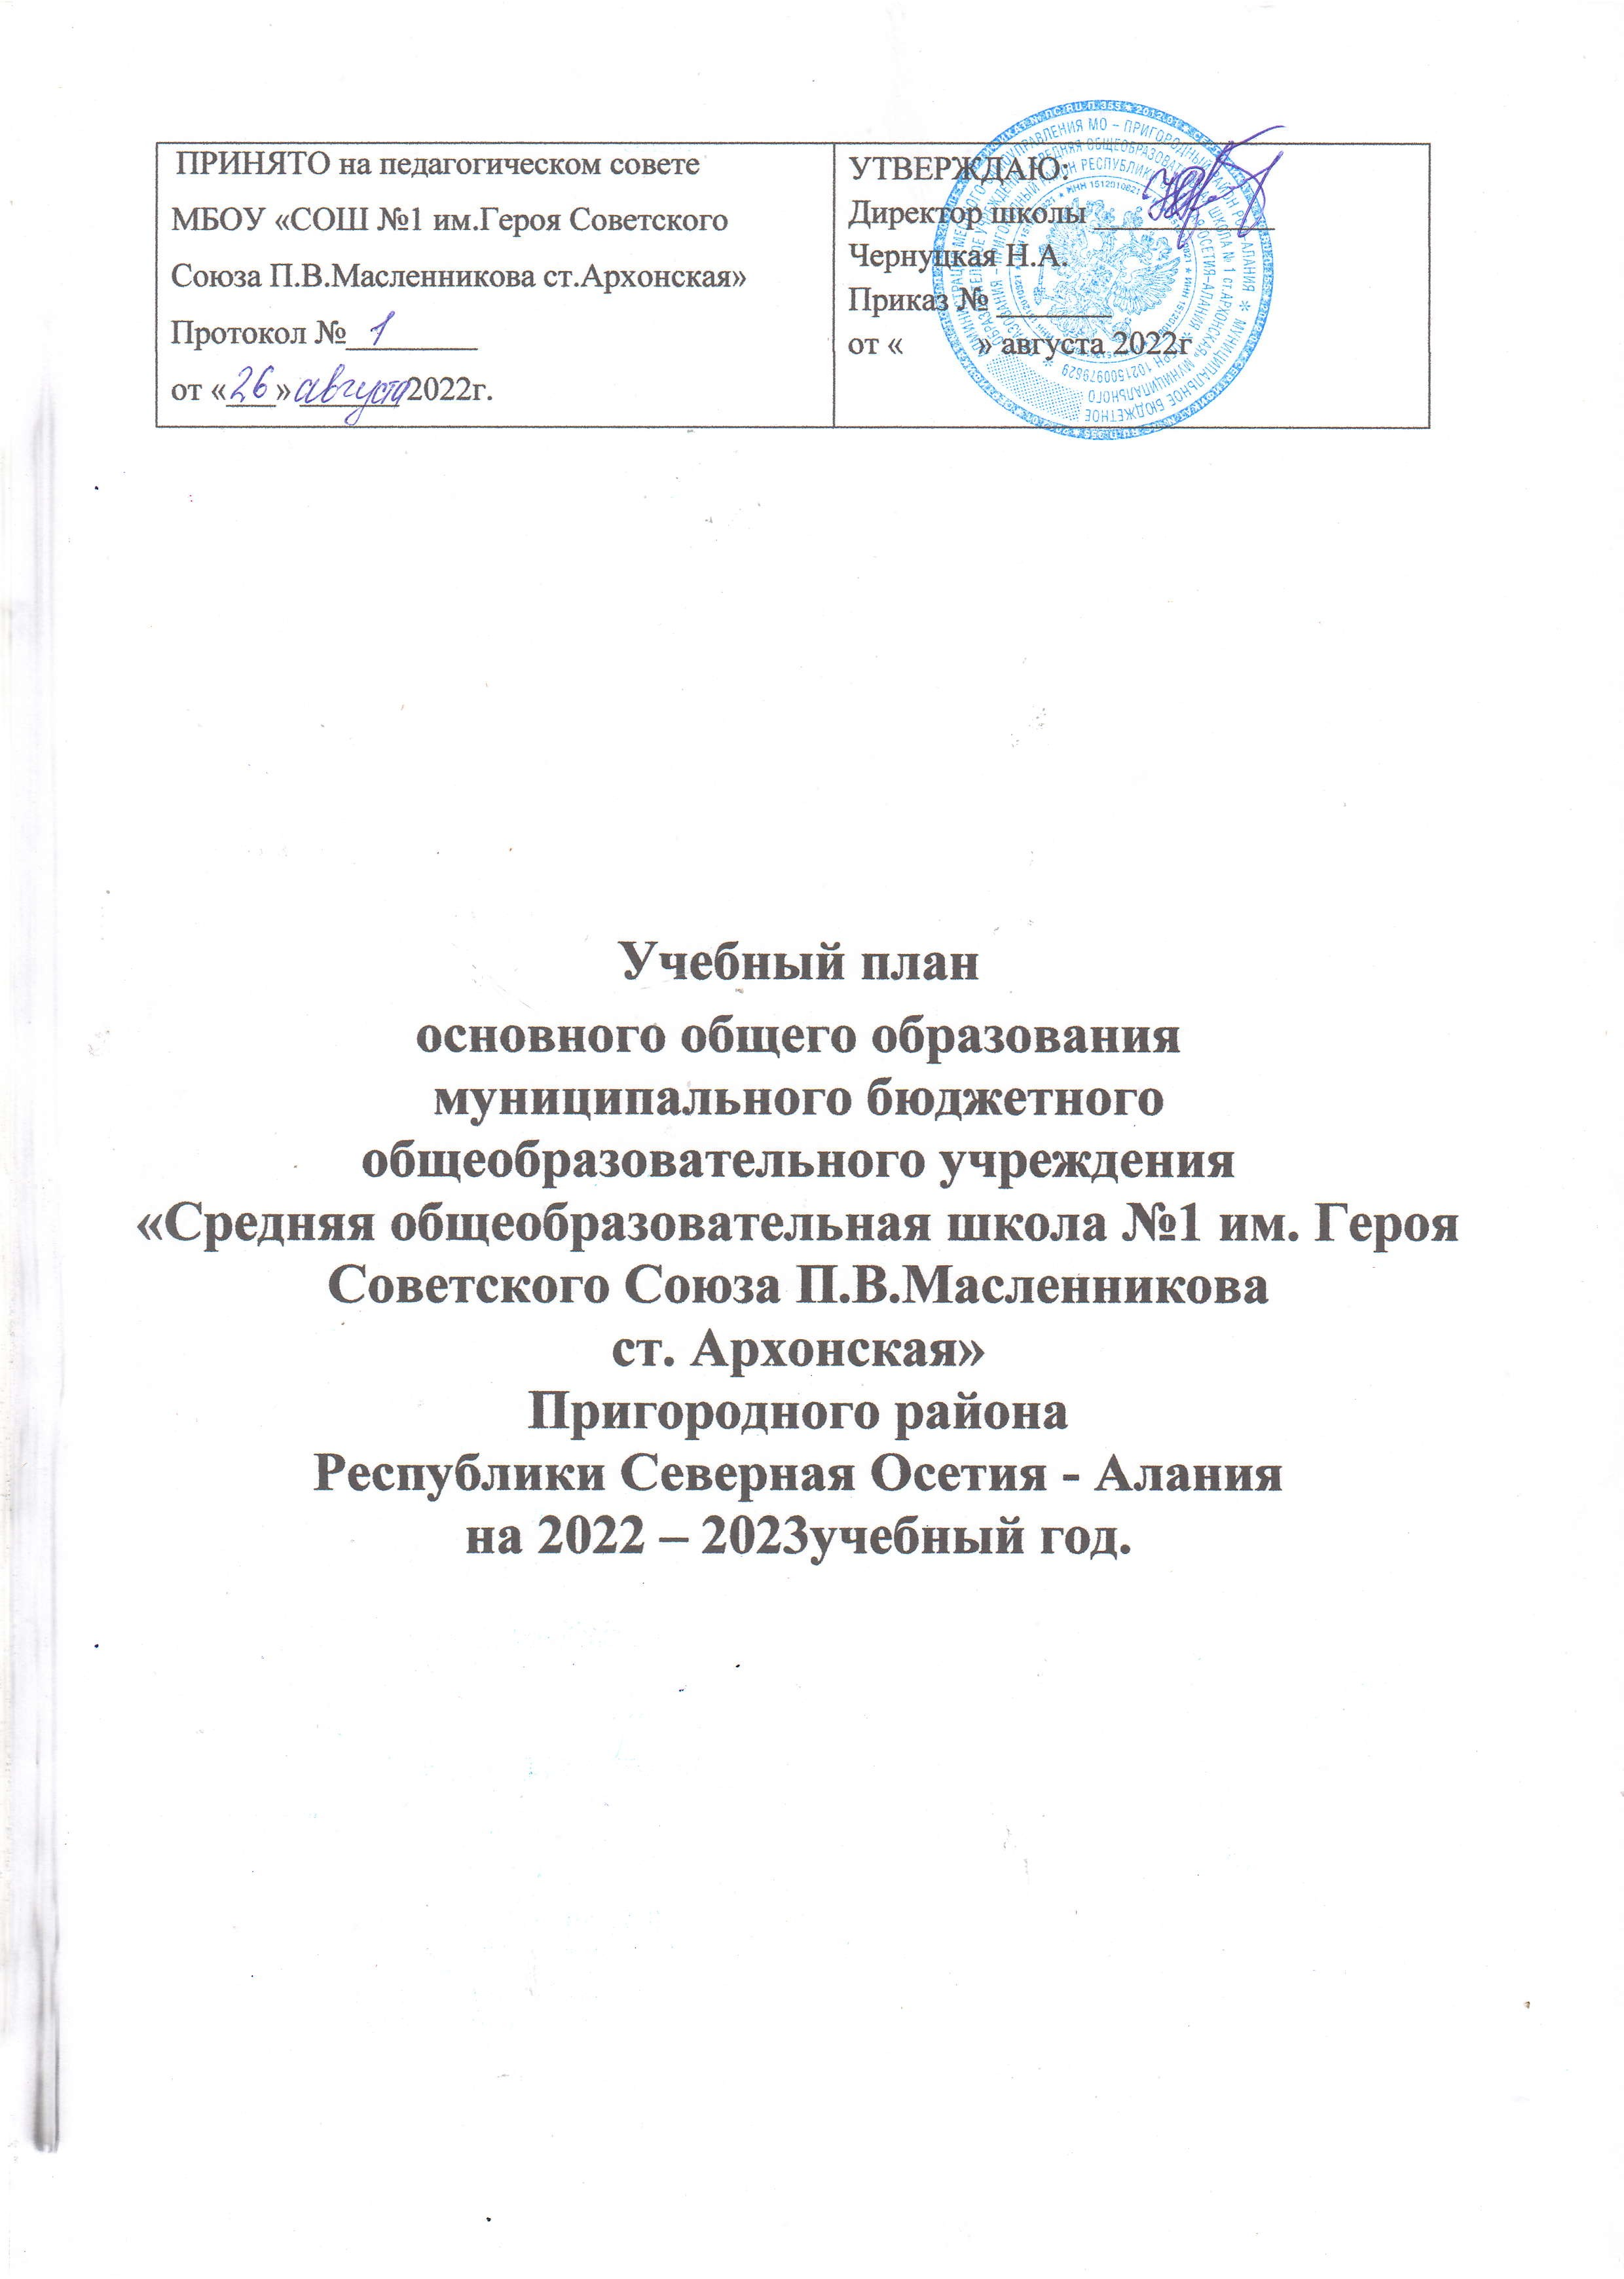 ПРИНЯТО на педагогическом совете
МБОУ «СОШ №1 им.Героя Советского
Союза П.В.Масленникова ст.Архонская»
Протокол №___1___
от «26» августа 2022г.
УТВЕРЖДАЮ:
Директор школы ___________
Чернуцкая Н.А.
Приказ № _______
от « » августа 2022г
Учебный план
основного общего образования
муниципального бюджетного
общеобразовательного учреждения
«Средняя общеобразовательная школа №1 им. Героя
Советского Союза П.В.Масленникова
ст. Архонская»
Пригородного района
Республики Северная Осетия - Алания
на 2022 – 2023учебный год.